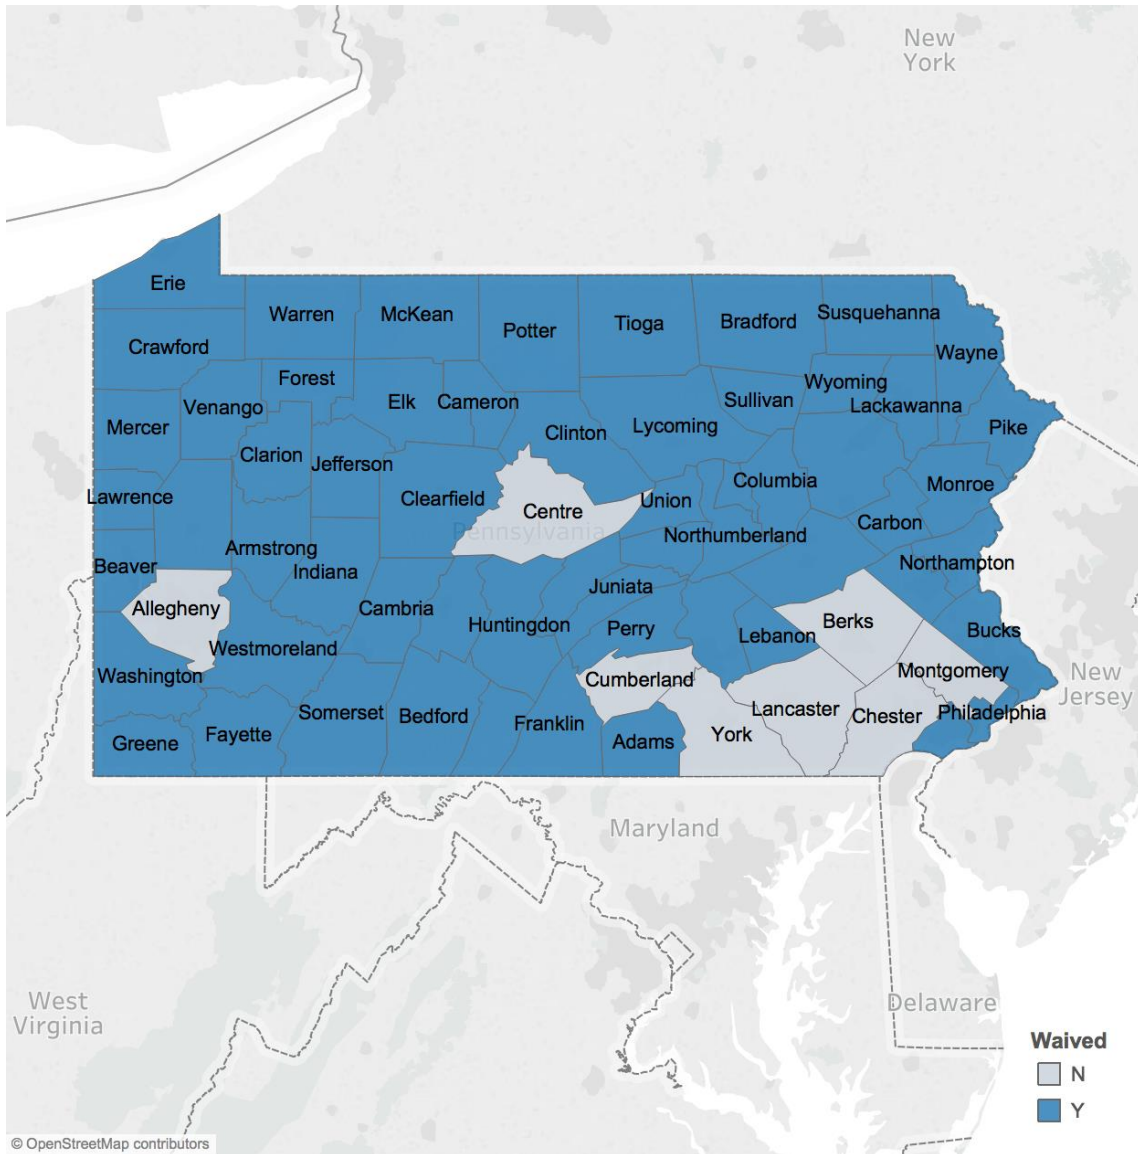 New
York
Erie
Warren
McKean
Potter
Tioga
Bradford
Susquehanna
Crawford
Wayne
Forest
Wyoming
Venango
Elk
Cameron
Sullivan
Lackawanna
Mercer
Clinton
Lycoming
Pike
Clarion
Jefferson
Lawrence
Clearfield
Centre
Union
Columbia
Monroe
Pennsylvania
Carbon
Northumberland
Armstrong
Beaver
Indiana
Northampton
Juniata
Allegheny
Cambria
Huntingdon
Perry
Lebanon
Berks
Bucks
Westmoreland
Washington
Cumberland
Montgomery
New
Jersey
Somerset
Bedford
Franklin
Lancaster
Chester
Philadelphia
Greene
Fayette
Adams
York
Maryland
West
Virginia
Delaware
Waived
N
Y
© OpenStreetMap contributors